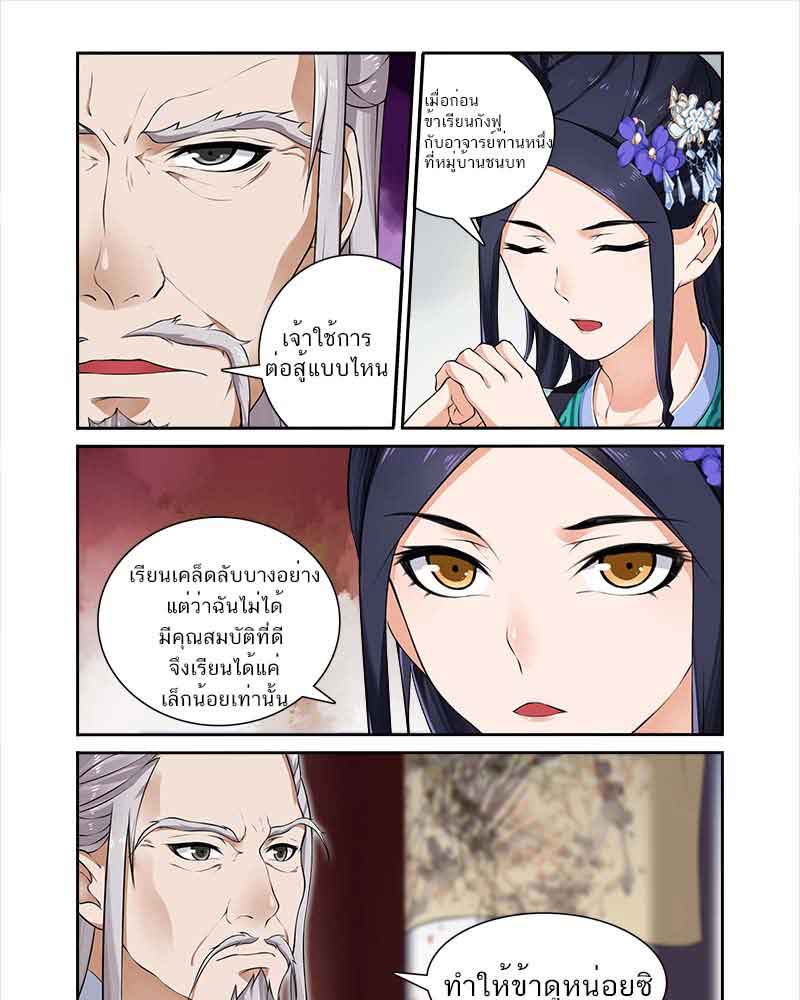 เจ้าใช้การ
ต่อสู้แบบไหน
เมื่อก่อน
ข้าเรียนกังฟู
กับอาจารย์ท่านหนึ่ง
ที่หมู่บ้านชนบท
เรียนเคล็ดลับบางอย่าง
แต่ว่าฉันไม่ได้
มีคุณสมบัติที่ดี
จึงเรียนได้แค่
เล็กน้อยเท่านั้น
ทำให้ข้าดูหน่อยซิ